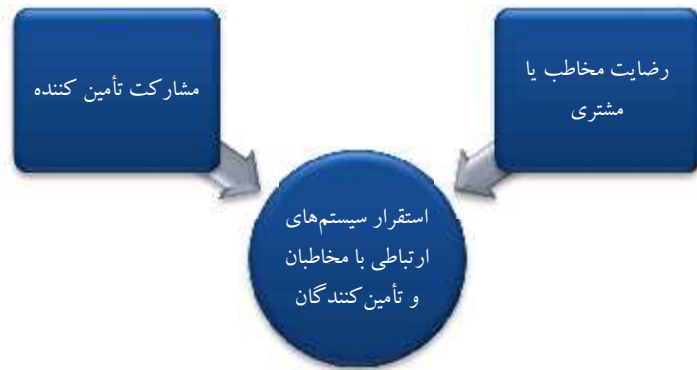 رضایت مخاطب یا
مشتری
مشارکت تأمین کننده
استقرار سیستم‌های
ارتباطی با مخاطبان
و تأمین‌کنندگان